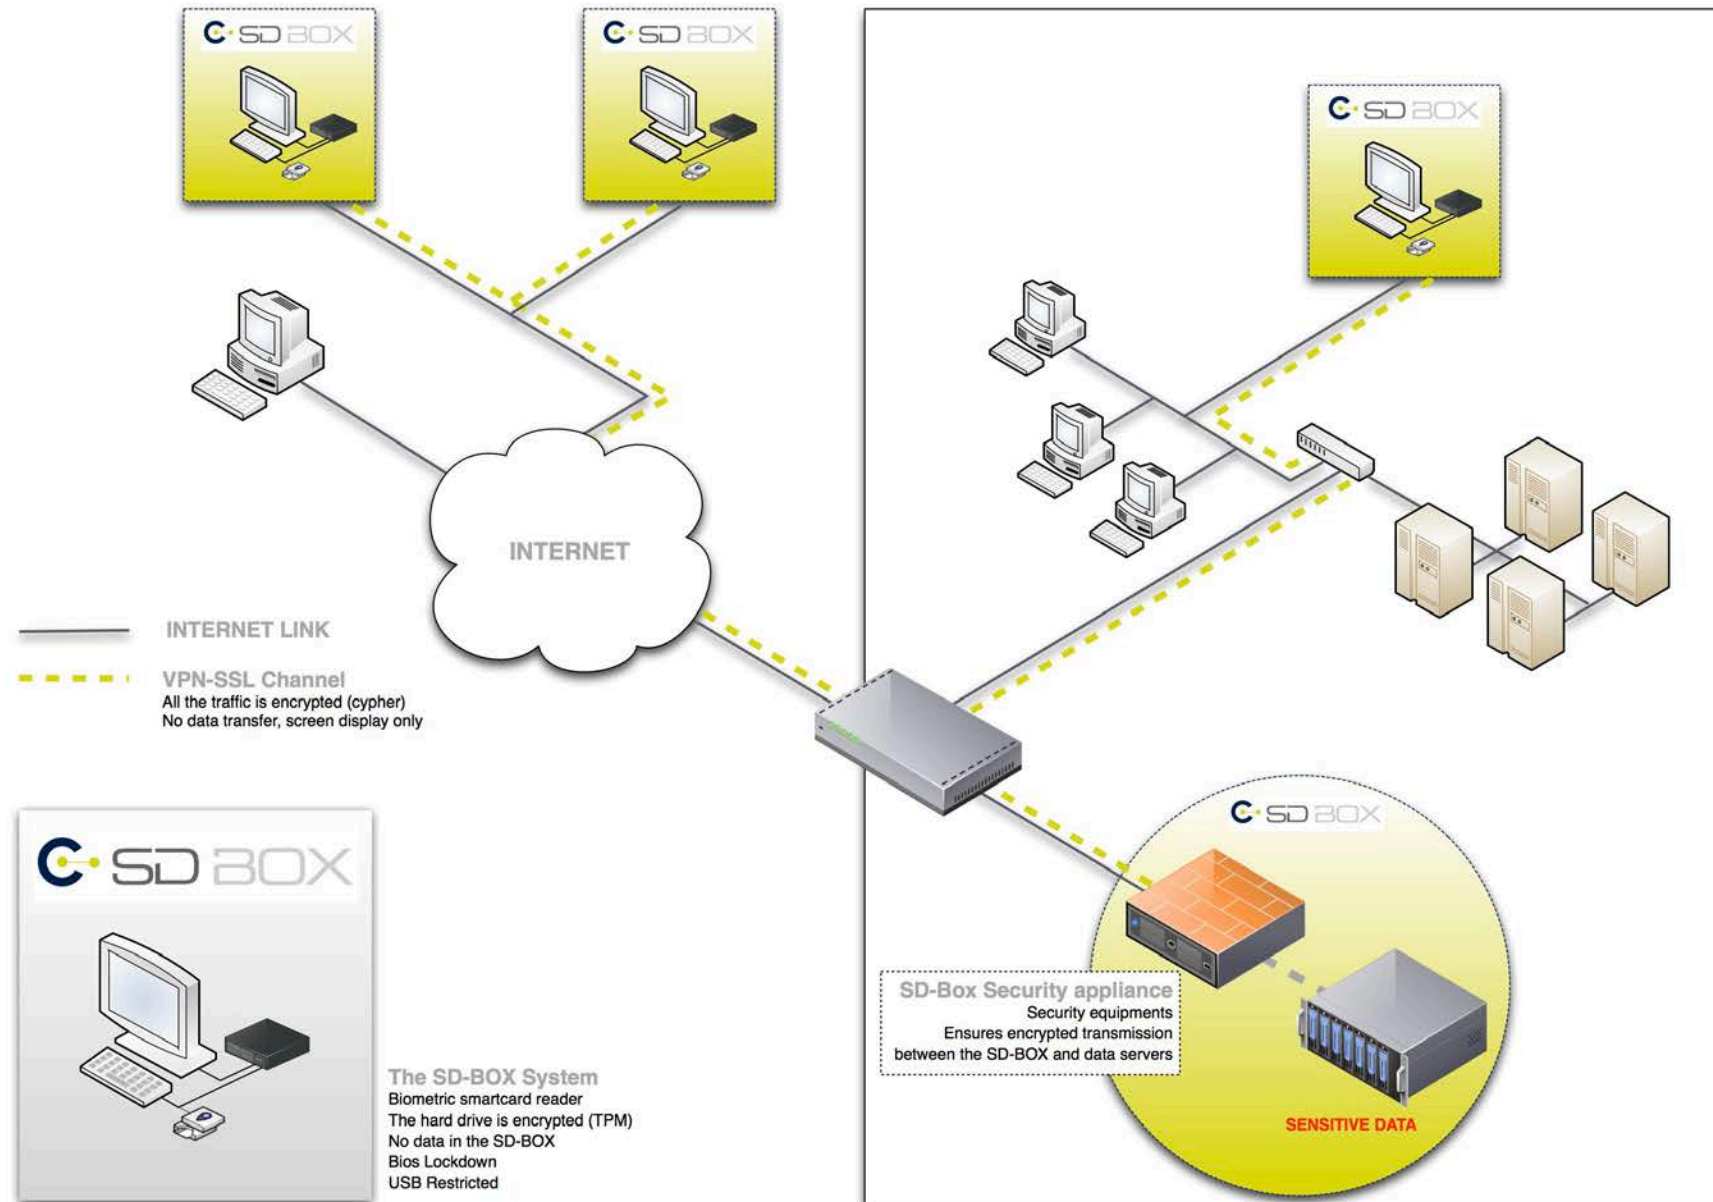 C SD BOX
C SD BOX
C SD BOX
INTERNET
INTERNET LINK
VPN-SSL Channel
All the traffic is encrypted (cypher)
No data transfer, screen display only
C SD BOX
The SD-BOX System
Biometric smartcard reader
The hard drive is encrypted (TPM)
No data in the SD-BOX
Bios Lockdown
USB Restricted
C SD BOX
SD-Box Security appliance
Security equipments
Ensures encrypted transmission
between the SD-BOX and data servers
SENSITIVE DATA